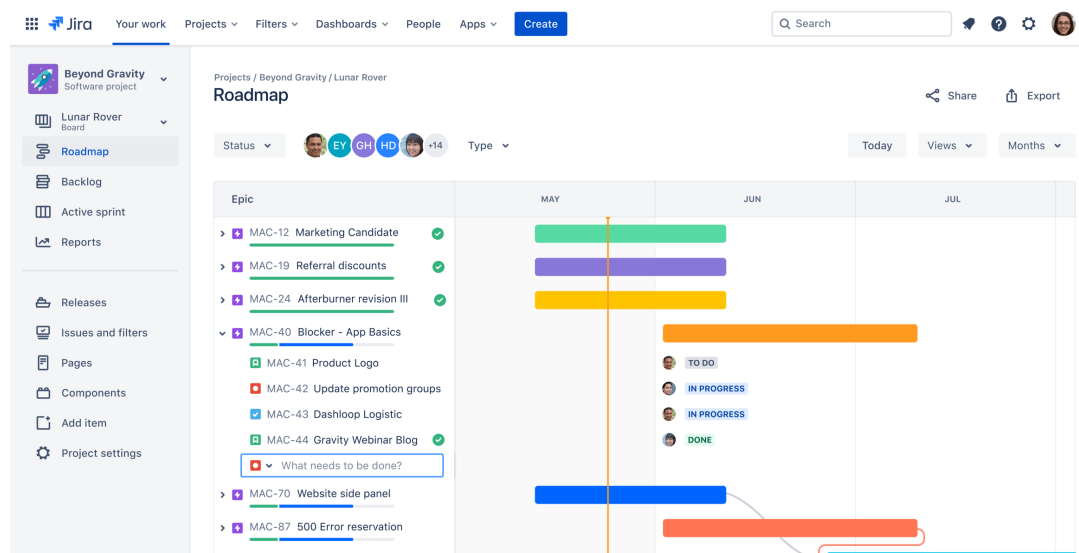 Jira Your work Projects Filters Dashboards People Apps Create Search
Beyond Gravity
Software project
Lunar Rover
Board
Roadmap
Backlog
Active sprint
Reports
Releases
Issues and filters
Pages
Components
Add item
Project settings
Projects / Beyond Gravity / Lunar Rover
Roadmap
Share Export
Status EY GH HD +14 Type Today Views Months
Epic MAY JUN JUL
MAC-12 Marketing Candidate
MAC-19 Referral discounts
MAC-24 Afterburner revision III
MAC-40 Blocker - App Basics
MAC-41 Product Logo TO DO
MAC-42 Update promotion groups IN PROGRESS
MAC-43 Dashloop Logistic IN PROGRESS
MAC-44 Gravity Webinar Blog DONE
What needs to be done?
MAC-70 Website side panel
MAC-87 500 Error reservation